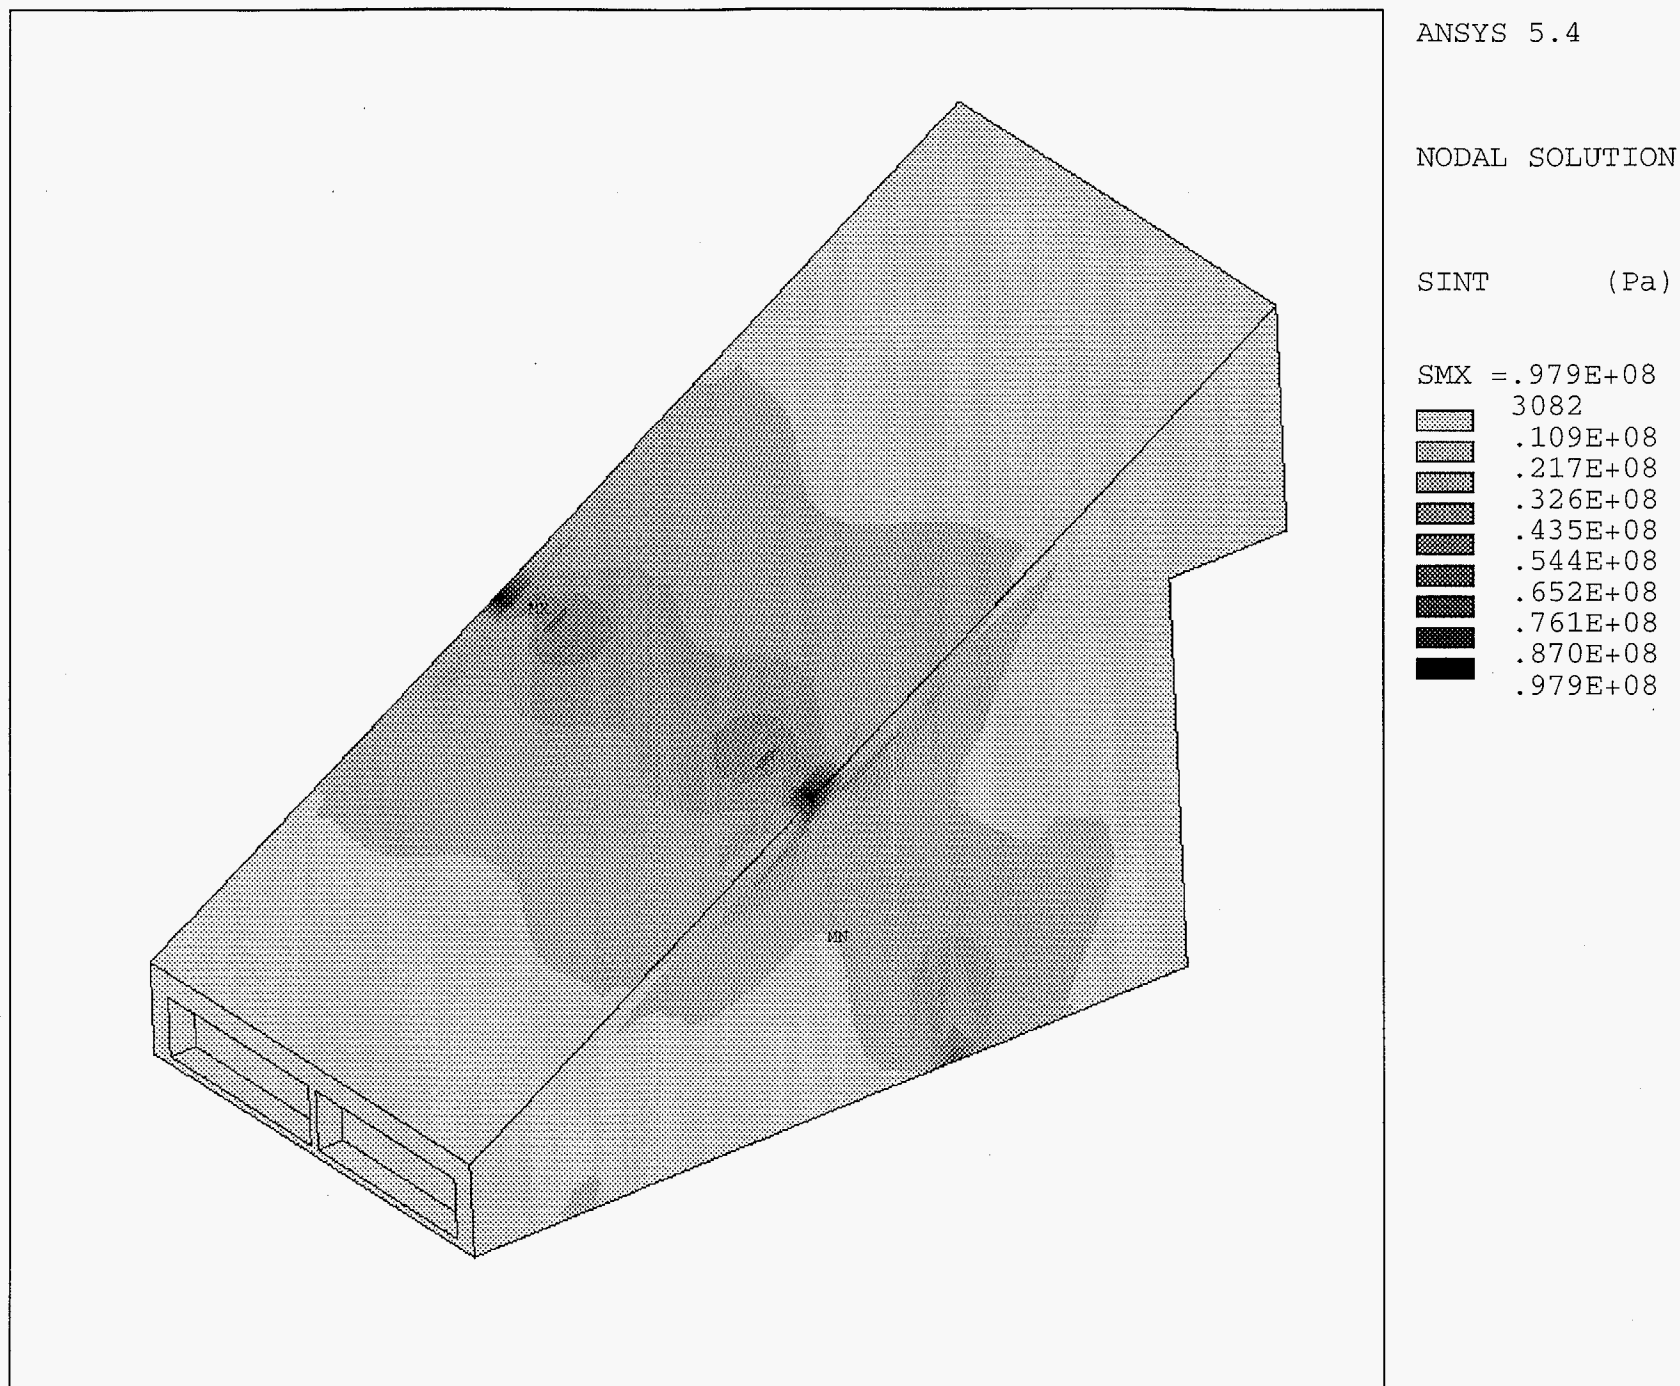 ANSYS 5.4
NODAL SOLUTION
SINT (Pa)
SMX =.979E+08
3082
.109E+08
.217E+08
.326E+08
.435E+08
.544E+08
.652E+08
.761E+08
.870E+08
.979E+08
MN